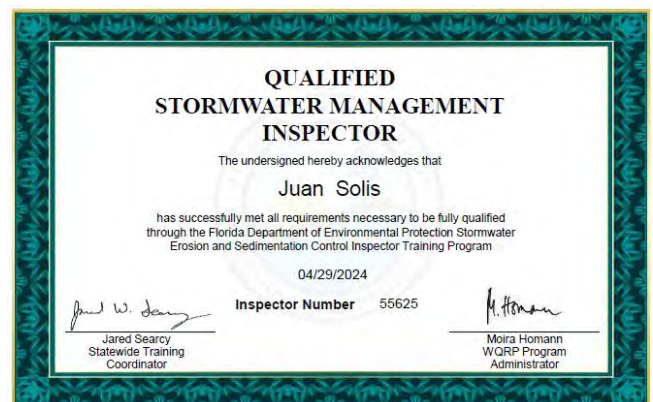 QUALIFIED
STORMWATER MANAGEMENT
INSPECTOR
The undersigned hereby acknowledges that
Juan Solis
has successfully met all requirements necessary to be fully qualified
through the Florida Department of Environmental Protection Stormwater
Erosion and Sedimentation Control Inspector Training Program
04/29/2024
Inspector Number 55625
Jared W. Searcy
M. Homann
Jared Searcy
Statewide Training
Coordinator
Moira Homann
WQRP Program
Administrator